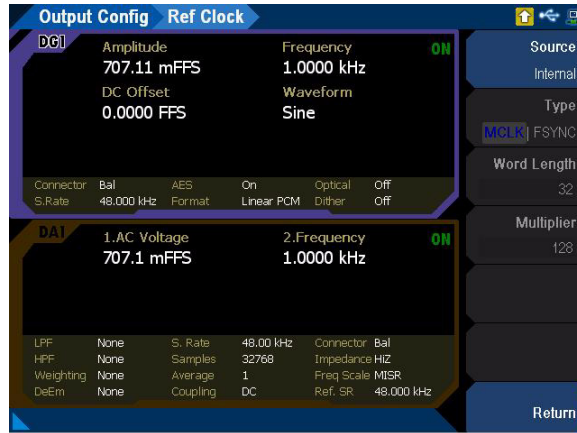 Output Config Ref Clock
DG1
Amplitude Frequency ON
707.11 mFFS 1.0000 kHz
DC Offset Waveform
0.0000 FFS Sine
Connector Bal AES On Optical Off
S.Rate 48.000 kHz Format Linear PCM Dither Off
DA1
1.AC Voltage 2.Frequency ON
707.1 mFFS 1.0000 kHz
LPF None S. Rate 48.00 kHz Connector Bal
HPF None Samples 32768 Impedance HiZ
Weighting None Average 1 Freq Scale MISR
DeEm None Coupling DC Ref. SR 48.000 kHz
Source
Internal
Type
MCLK | FSYNC
Word Length
32
Multiplier
128
Return